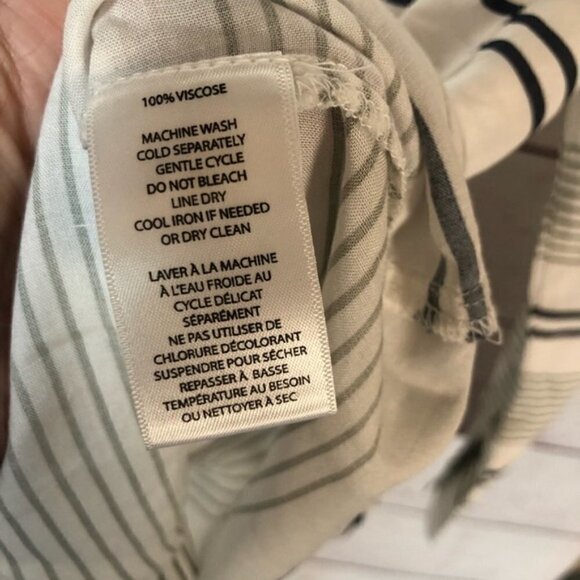 100% VISCOSE
MACHINE WASH
COLD SEPARATELY
GENTLE CYCLE
DO NOT BLEACH
LINE DRY
COOL IRON IF NEEDED
OR DRY CLEAN
LAVER À LA MACHINE
À L'EAU FROIDE AU
CYCLE DÉLICAT
SÉPARÉMENT
NE PAS UTILISER DE
CHLORURE DÉCOLORANT
SUSPENDRE POUR SÉCHER
REPASSER À BASSE
TEMPÉRATURE AU BESOIN
OU NETTOYER À SEC